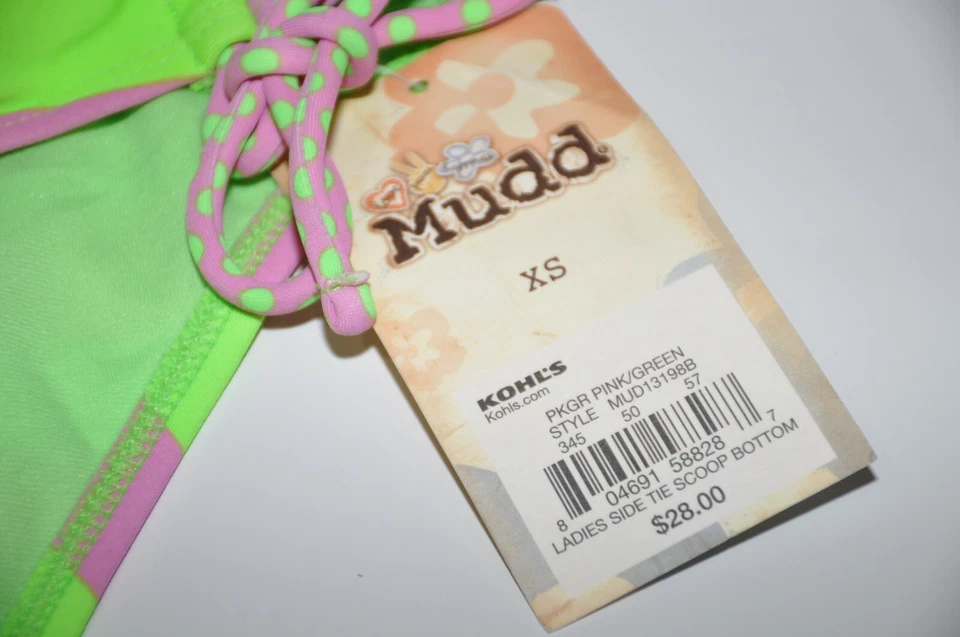 Mudd®
XS
KOHL'S
Kohls.com
PKGR PINK/GREEN
STYLE MUD13198B
345 50 57
8 04691 58828 7
LADIES SIDE TIE SCOOP BOTTOM
$28.00